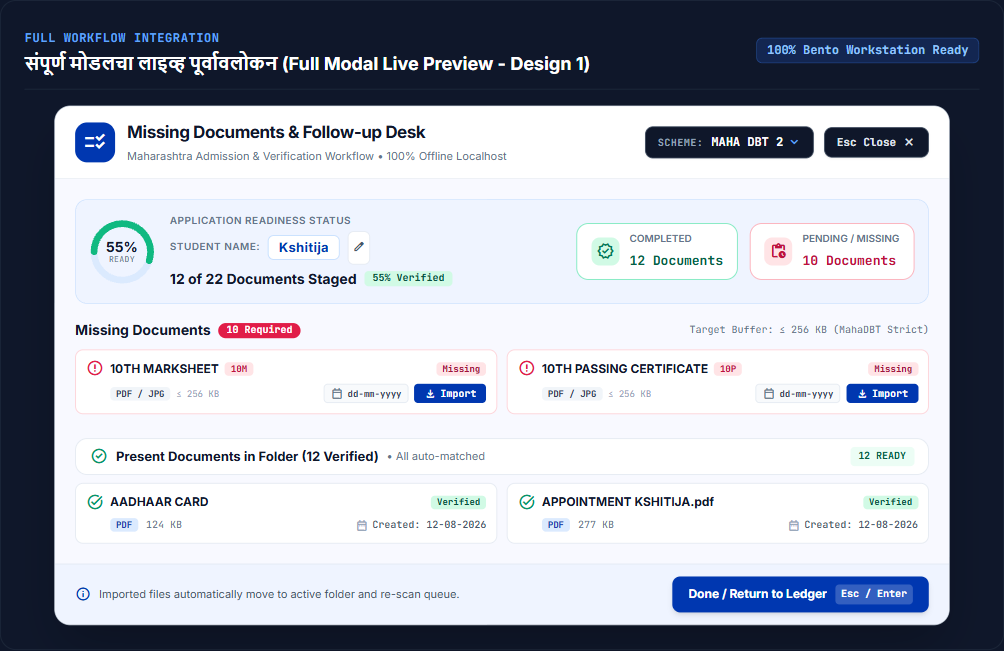 FULL WORKFLOW INTEGRATION
संपूर्ण मोडलचा लाइव्ह पूर्वावलोकन (Full Modal Live Preview - Design 1)
100% Bento Workstation Ready
Missing Documents & Follow-up Desk
Maharashtra Admission & Verification Workflow • 100% Offline Localhost
SCHEME: MAHA DBT 2
Esc Close ✕
55%
READY
APPLICATION READINESS STATUS
STUDENT NAME: Kshitija
12 of 22 Documents Staged 55% Verified
COMPLETED
12 Documents
PENDING / MISSING
10 Documents
Missing Documents 10 Required
Target Buffer: ≤ 256 KB (MahaDBT Strict)
10TH MARKSHEET 10M Missing
PDF / JPG ≤ 256 KB dd-mm-yyyy Import
10TH PASSING CERTIFICATE 10P Missing
PDF / JPG ≤ 256 KB dd-mm-yyyy Import
Present Documents in Folder (12 Verified) • All auto-matched 12 READY
AADHAAR CARD Verified
PDF 124 KB Created: 12-08-2026
APPOINTMENT KSHITIJA.pdf Verified
PDF 277 KB Created: 12-08-2026
Imported files automatically move to active folder and re-scan queue.
Done / Return to Ledger Esc / Enter